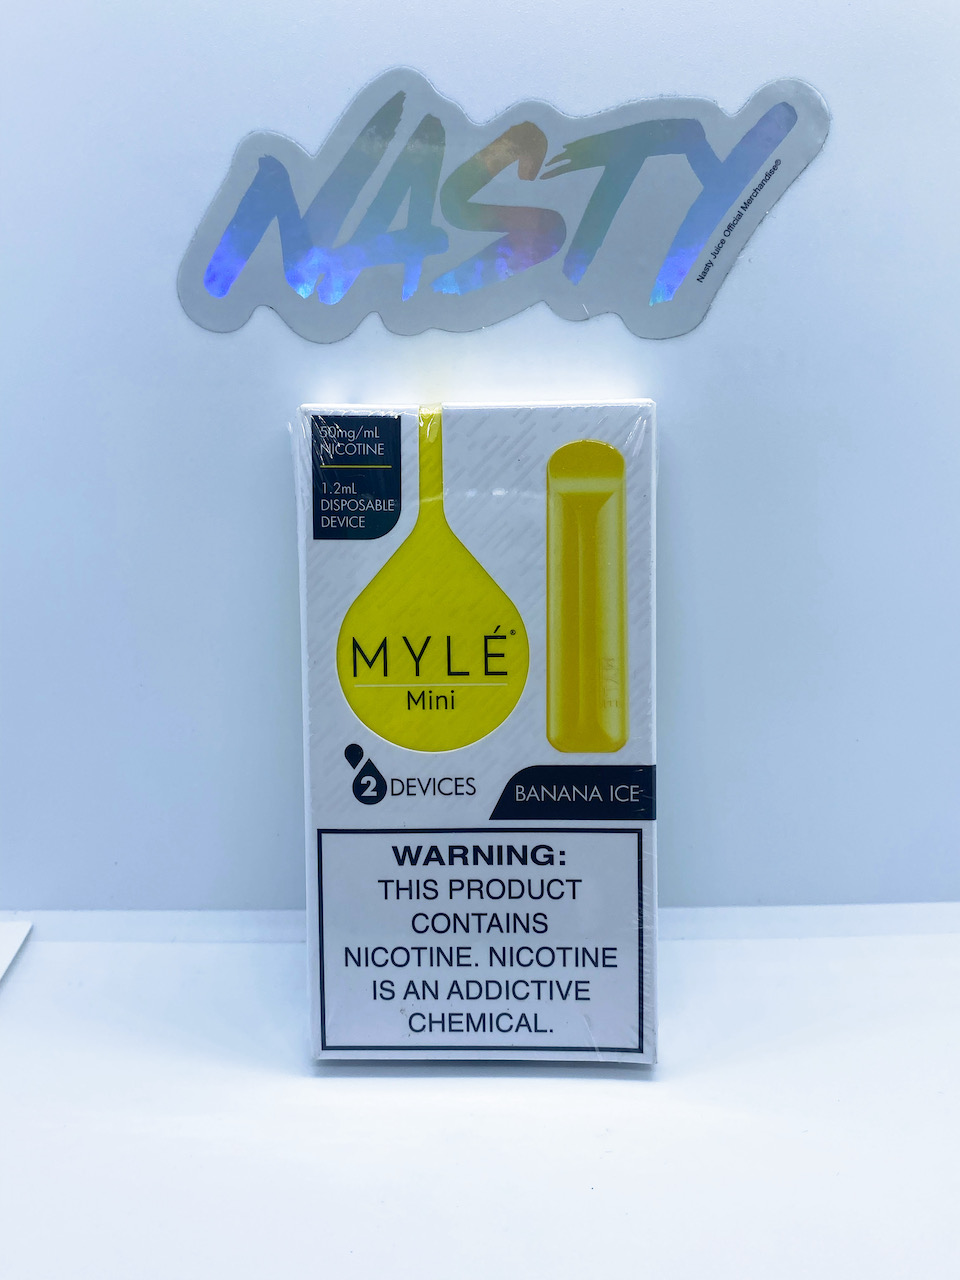 NASTY
Nasty Juice Official Merchandise®
50mg/mL
NICOTINE
1.2mL
DISPOSABLE
DEVICE
MYLÉ®
Mini
2 DEVICES
BANANA ICE
WARNING:
THIS PRODUCT
CONTAINS
NICOTINE. NICOTINE
IS AN ADDICTIVE
CHEMICAL.